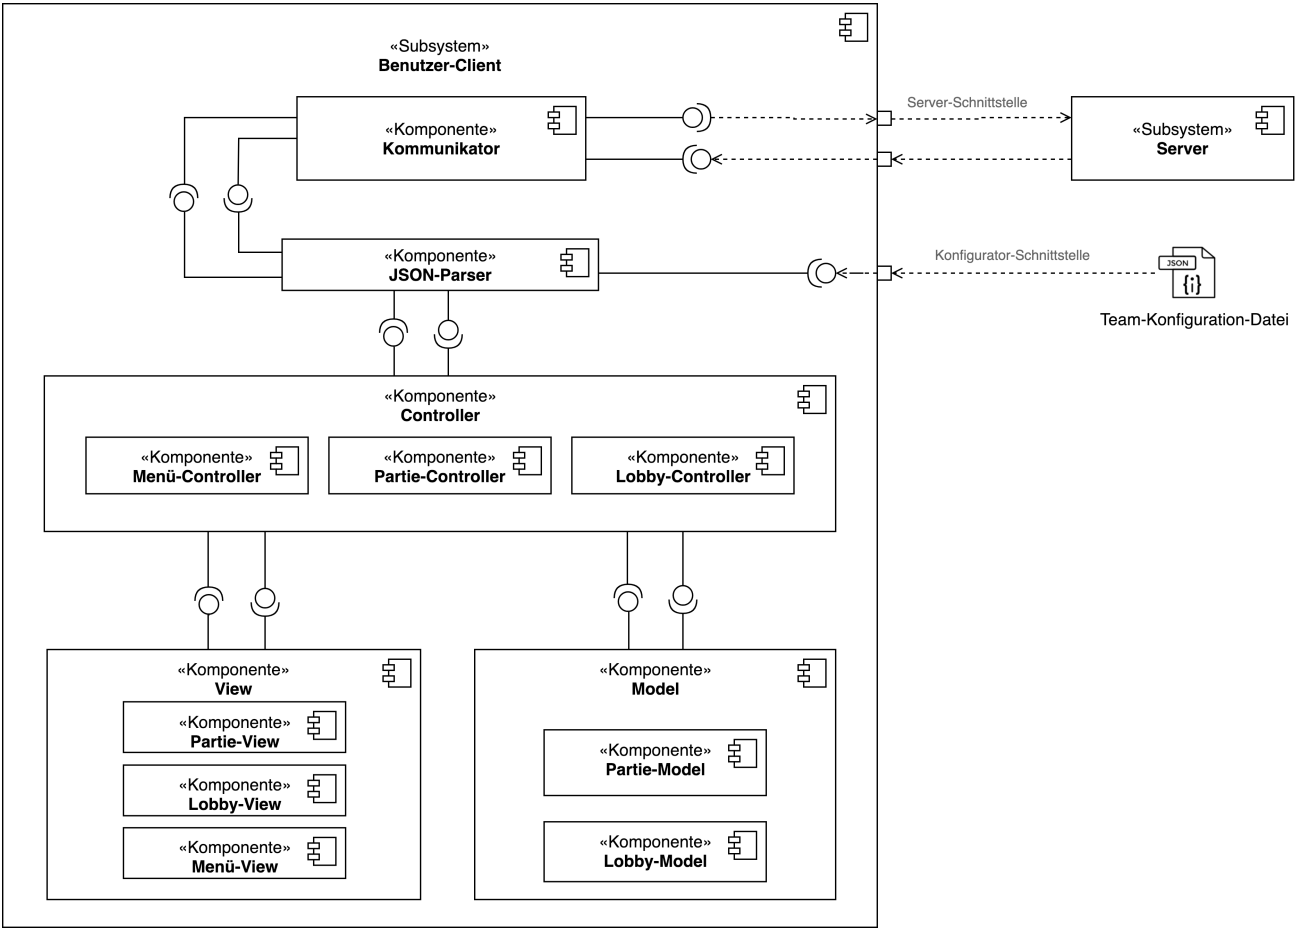 «Subsystem»
Benutzer-Client
«Komponente»
Kommunikator
Server-Schnittstelle
«Subsystem»
Server
«Komponente»
JSON-Parser
Konfigurator-Schnittstelle
JSON
{i}
Team-Konfiguration-Datei
«Komponente»
Controller
«Komponente»
Menü-Controller
«Komponente»
Partie-Controller
«Komponente»
Lobby-Controller
«Komponente»
View
«Komponente»
Partie-View
«Komponente»
Lobby-View
«Komponente»
Menü-View
«Komponente»
Model
«Komponente»
Partie-Model
«Komponente»
Lobby-Model